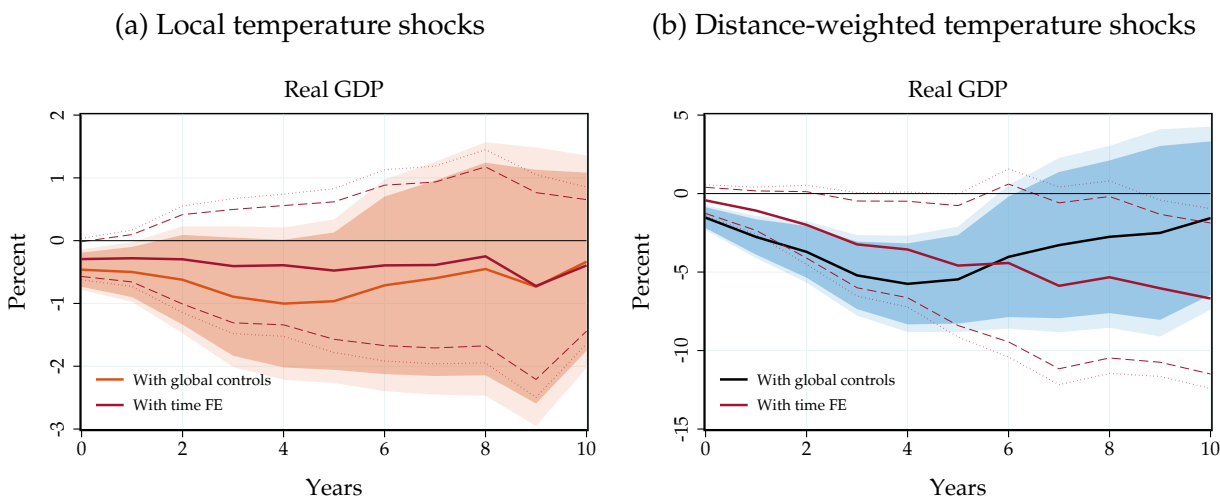 (a) Local temperature shocks
Real GDP
Percent
2
1
0
-1
-2
-3
With global controls
With time FE
0 2 4 6 8 10
Years
(b) Distance-weighted temperature shocks
Real GDP
Percent
5
0
-5
-10
-15
With global controls
With time FE
0 2 4 6 8 10
Years